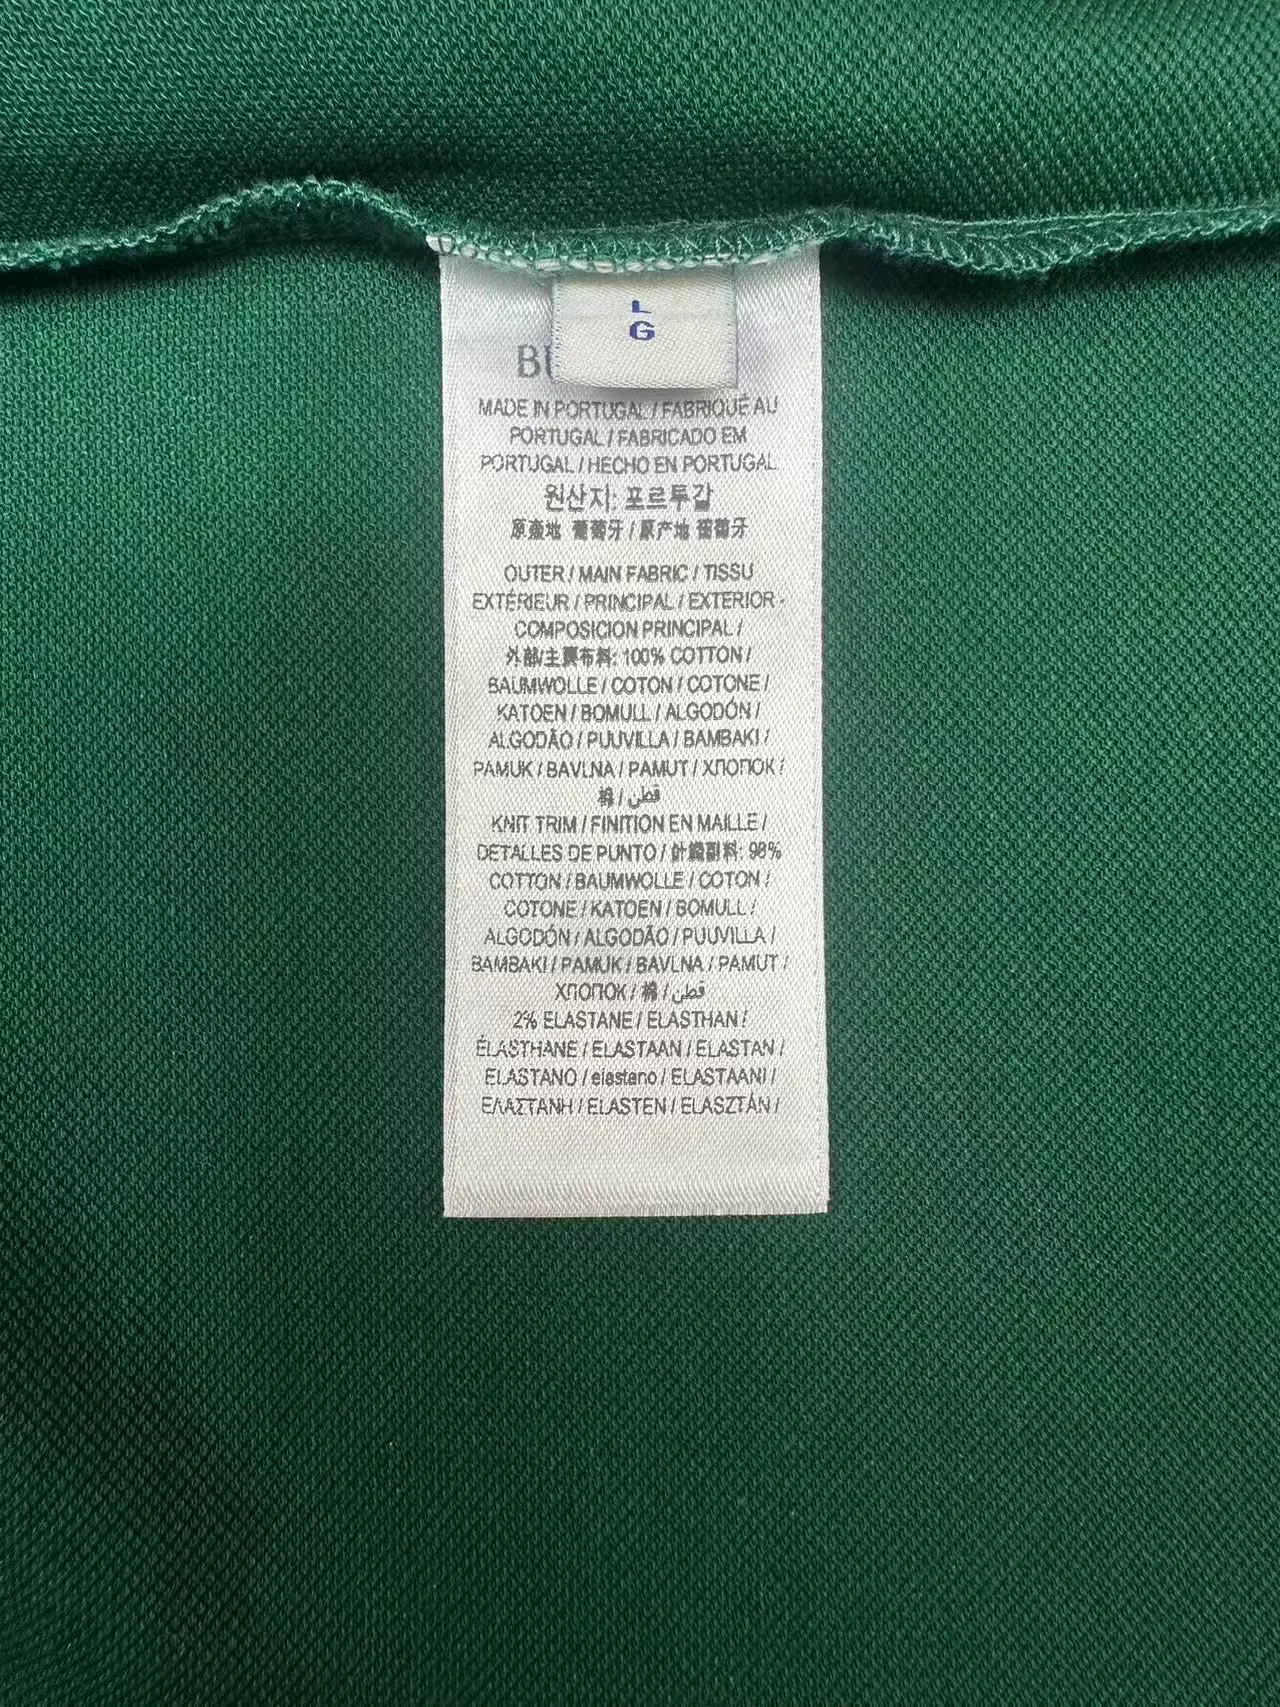 L
G
MADE IN PORTUGAL / FABRIQUÉ AU
PORTUGAL / FABRICADO EM
PORTUGAL / HECHO EN PORTUGAL
원산지: 포르투갈
原產地 葡萄牙 / 原产地 葡萄牙
OUTER / MAIN FABRIC / TISSU
EXTÉRIEUR / PRINCIPAL / EXTERIOR -
COMPOSICION PRINCIPAL /
外部/主要布料: 100% COTTON /
BAUMWOLLE / COTON / COTONE /
KATOEN / BOMULL / ALGODÓN /
ALGODÃO / PUUVILLA / BAMBAKI /
PAMUK / BAVLNA / PAMUT / ХЛОПОК /
棉 / قطن
KNIT TRIM / FINITION EN MAILLE /
DETALLES DE PUNTO / 針織副料: 98%
COTTON / BAUMWOLLE / COTON /
COTONE / KATOEN / BOMULL /
ALGODÓN / ALGODÃO / PUUVILLA /
BAMBAKI / PAMUK / BAVLNA / PAMUT /
ХЛОПОК / 棉 / قطن
2% ELASTANE / ELASTHAN /
ÉLASTHANE / ELASTAAN / ELASTAN /
ELASTANO / elastano / ELASTAANI /
ΕΛΑΣΤΑΝΗ / ELASTEN / ELASZTÁN /